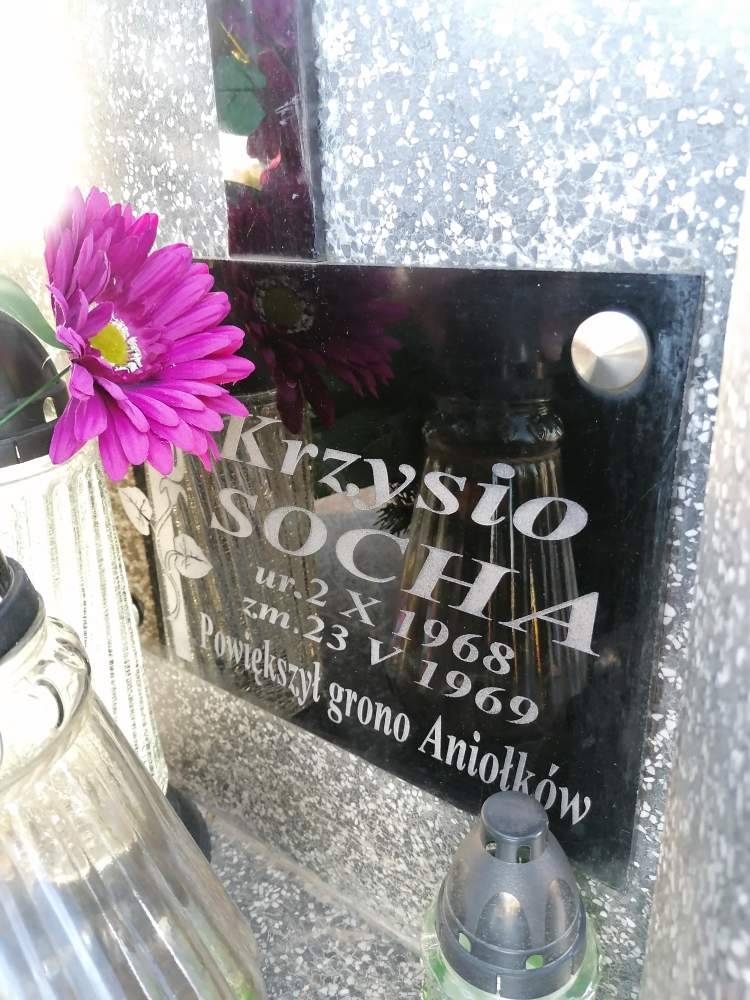 Krzysio
SOCHA
ur.2 X 1968
zm.23 V 1969
Powiększył grono Aniołków